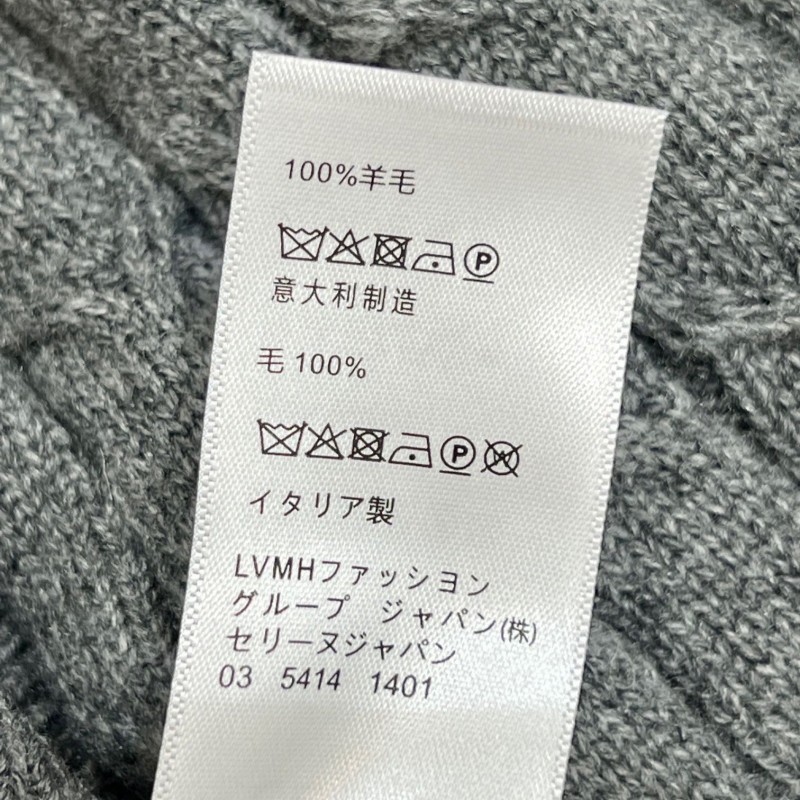 100%羊毛
P
意大利制造
毛 100%
P W
イタリア製
LVMHファッション
グループ ジャパン(株)
セリーヌジャパン
03 5414 1401